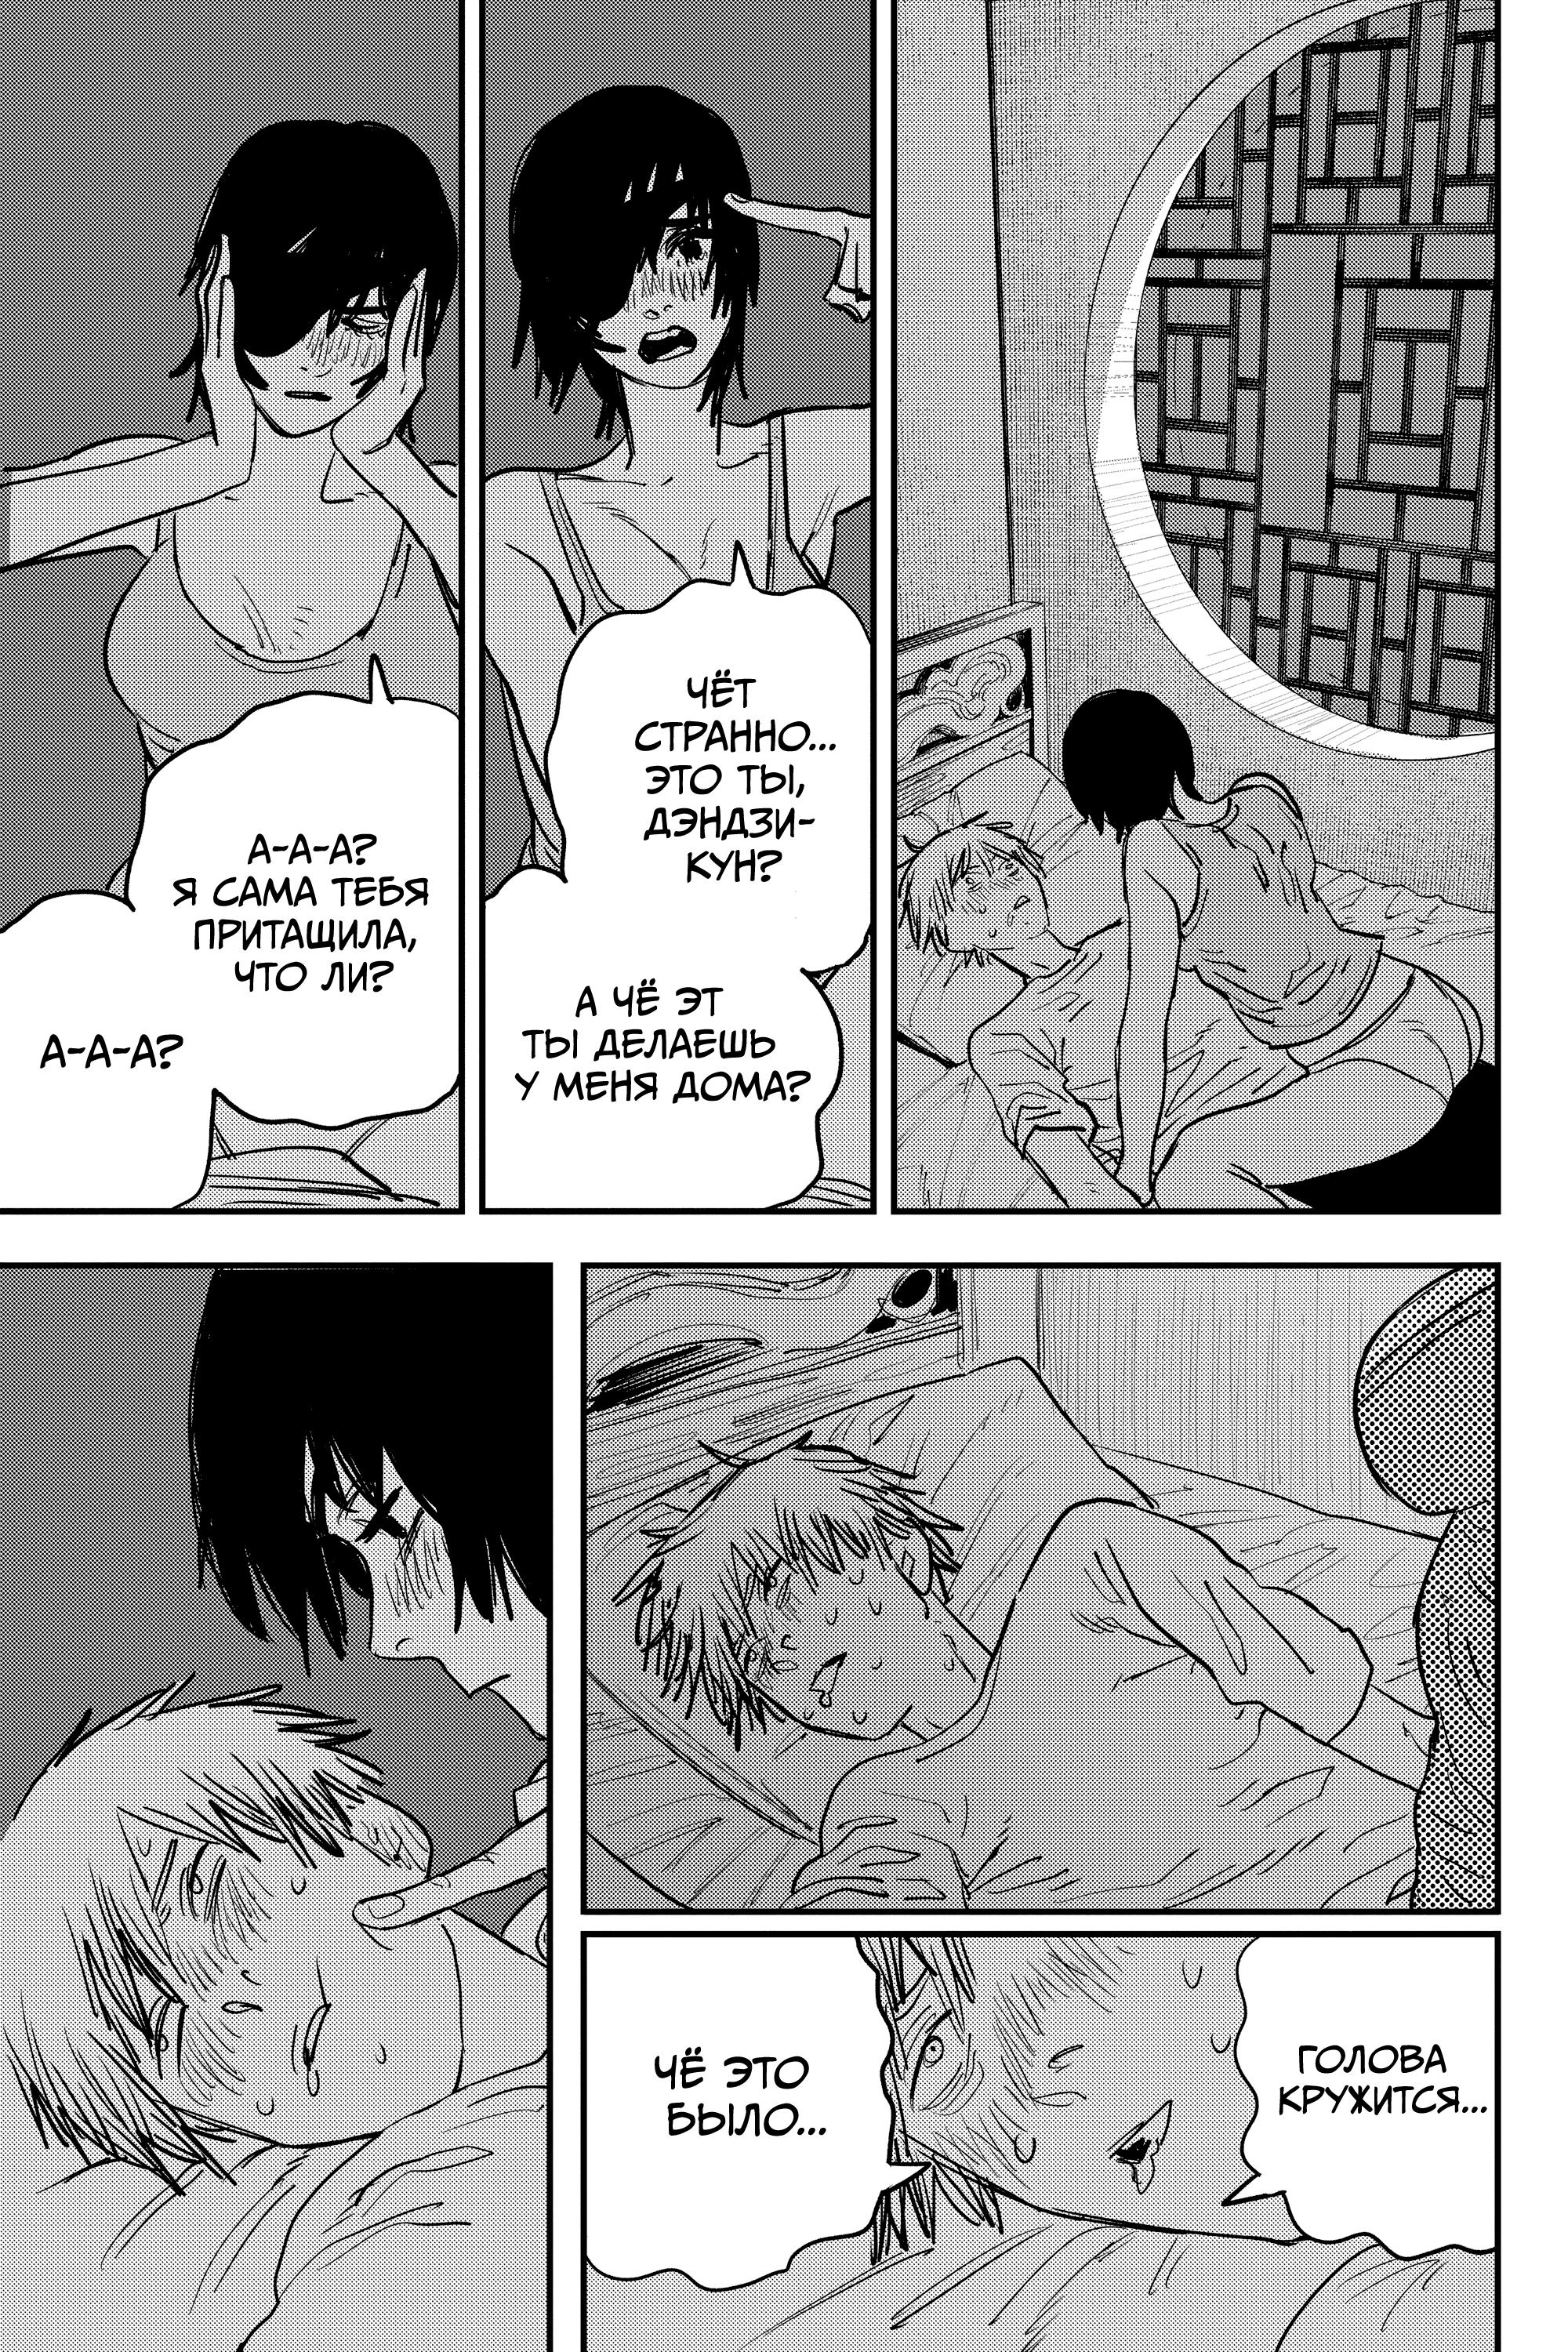 ЧЁТ
СТРАННО...
ЭТО ТЫ,
ДЭНДЗИ-
КУН?
А ЧЁ ЭТ
ТЫ ДЕЛАЕШЬ
У МЕНЯ ДОМА?
А-А-А?
Я САМА ТЕБЯ
ПРИТАЩИЛА,
ЧТО ЛИ?
А-А-А?
ГОЛОВА
КРУЖИТСЯ...
ЧЁ ЭТО
БЫЛО...